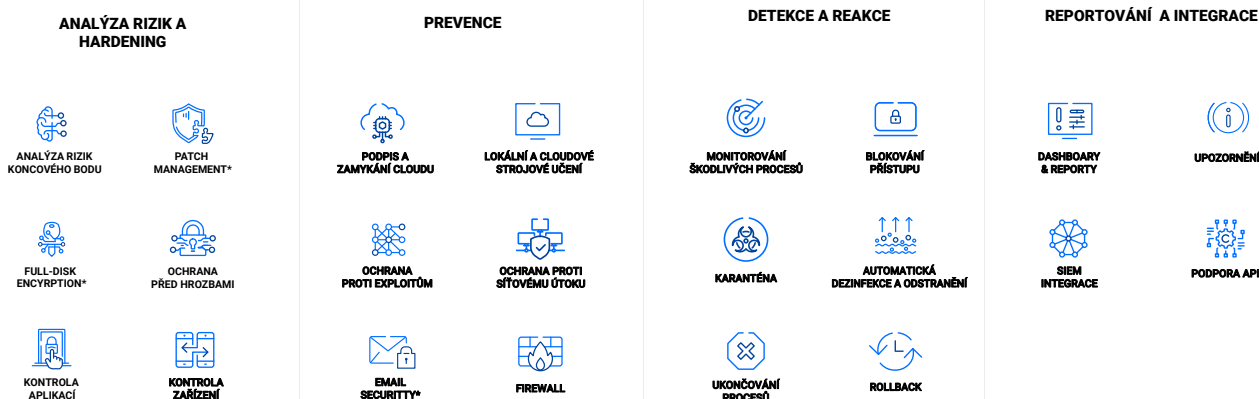 ANALÝZA RIZIK A
HARDENING
ANALÝZA RIZIK
KONCOVÉHO BODU
PATCH
MANAGEMENT*
FULL-DISK
ENCYRPTION*
OCHRANA
PŘED HROZBAMI
KONTROLA
APLIKACÍ
KONTROLA
ZAŘÍZENÍ
PREVENCE
PODPIS A
ZAMYKÁNÍ CLOUDU
LOKÁLNÍ A CLOUDOVÉ
STROJOVÉ UČENÍ
OCHRANA
PROTI EXPLOITŮM
OCHRANA PROTI
SÍŤOVÉMU ÚTOKU
EMAIL
SECURITTY*
FIREWALL
DETEKCE A REAKCE
MONITOROVÁNÍ
ŠKODLIVÝCH PROCESŮ
BLOKOVÁNÍ
PŘÍSTUPU
KARANTÉNA
AUTOMATICKÁ
DEZINFEKCE A ODSTRANĚNÍ
UKONČOVÁNÍ
PROCESŮ
ROLLBACK
REPORTOVÁNÍ A INTEGRACE
DASHBOARY
& REPORTY
UPOZORNĚNÍ
SIEM
INTEGRACE
PODPORA API